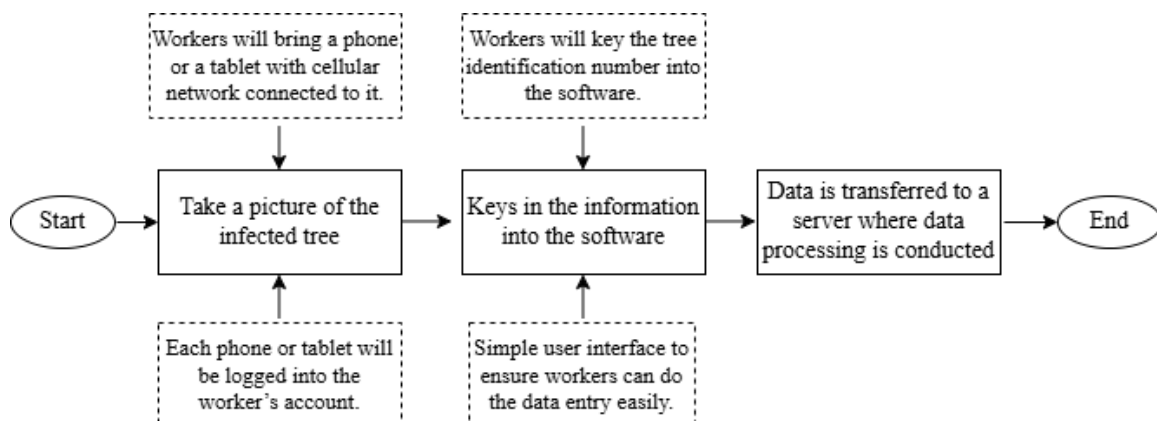 Workers will bring a phone
or a tablet with cellular
network connected to it.
Workers will key the tree
identification number into
the software.
Start
Take a picture of the
infected tree
Keys in the information
into the software
Data is transferred to a
server where data
processing is conducted
End
Each phone or tablet will
be logged into the
worker’s account.
Simple user interface to
ensure workers can do
the data entry easily.